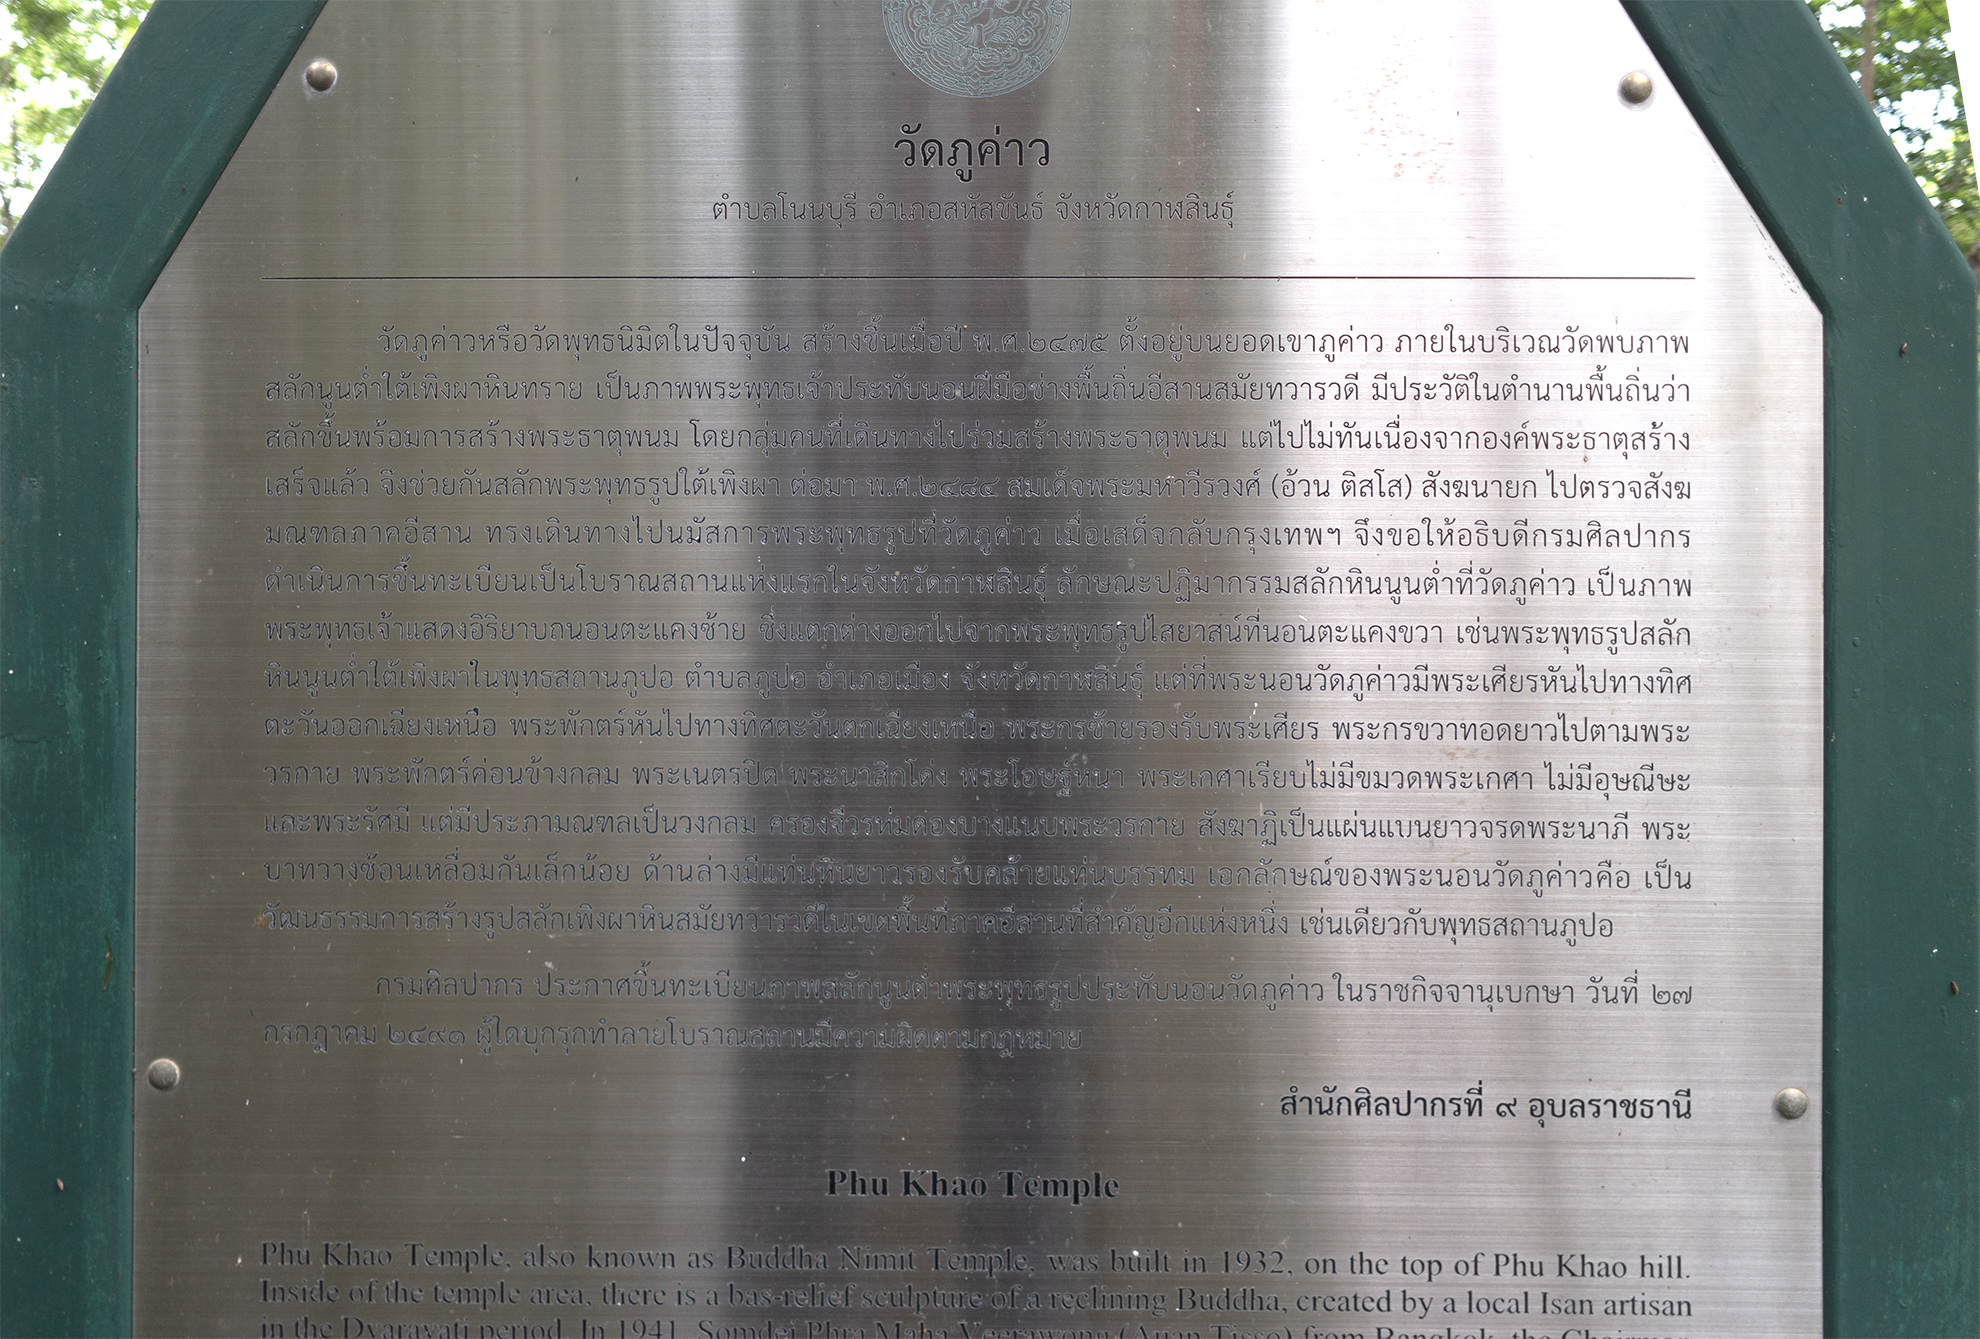 วัดภูค่าว
ตำบลโนนบุรี อำเภอสหัสขันธ์ จังหวัดกาฬสินธุ์
วัดภูค่าวหรือวัดพุทธนิมิตในปัจจุบัน สร้างขึ้นเมื่อปี พ.ศ.๒๔๗๕ ตั้งอยู่บนยอดเขาภูค่าว ภายในบริเวณวัดพบภาพ
สลักนูนต่ำใต้เพิงผาหินทราย เป็นภาพพระพุทธเจ้าประทับนอนฝีมือช่างพื้นถิ่นอีสานสมัยทวารวดี มีประวัติในตำนานพื้นถิ่นว่า
สลักขึ้นพร้อมการสร้างพระธาตุพนม โดยกลุ่มคนที่เดินทางไปร่วมสร้างพระธาตุพนม แต่ไปไม่ทันเนื่องจากองค์พระธาตุสร้าง
เสร็จแล้ว จึงช่วยกันสลักพระพุทธรูปใต้เพิงผา ต่อมา พ.ศ.๒๔๘๔ สมเด็จพระมหาวีรวงศ์ (อ้วน ติสโส) สังฆนายก ไปตรวจสังฆ
มณฑลภาคอีสาน ทรงเดินทางไปนมัสการพระพุทธรูปที่วัดภูค่าว เมื่อเสด็จกลับกรุงเทพฯ จึงขอให้อธิบดีกรมศิลปากร
ดำเนินการขึ้นทะเบียนเป็นโบราณสถานแห่งแรกในจังหวัดกาฬสินธุ์ ลักษณะปฏิมากรรมสลักหินนูนต่ำที่วัดภูค่าว เป็นภาพ
พระพุทธเจ้าแสดงอิริยาบถนอนตะแคงซ้าย ซึ่งแตกต่างออกไปจากพระพุทธรูปไสยาสน์ที่นอนตะแคงขวา เช่นพระพุทธรูปสลัก
หินนูนต่ำใต้เพิงผาในพุทธสถานภูปอ ตำบลภูปอ อำเภอเมือง จังหวัดกาฬสินธุ์ แต่ที่พระนอนวัดภูค่าวมีพระเศียรหันไปทางทิศ
ตะวันออกเฉียงเหนือ พระพักตร์หันไปทางทิศตะวันตกเฉียงเหนือ พระกรซ้ายรองรับพระเศียร พระกรขวาทอดยาวไปตามพระ
วรกาย พระพักตร์ค่อนข้างกลม พระเนตรปิด พระนาสิกโด่ง พระโอษฐ์หนา พระเกศาเรียบไม่มีขมวดพระเกศา ไม่มีอุษณีษะ
และพระรัศมี แต่มีประภามณฑลเป็นวงกลม ครองจีวรห่มดองบางแนบพระวรกาย สังฆาฏิเป็นแผ่นแบนยาวจรดพระนาภี พระ
บาทวางซ้อนเหลื่อมกันเล็กน้อย ด้านล่างมีแท่นหินยาวรองรับคล้ายแท่นบรรทม เอกลักษณ์ของพระนอนวัดภูค่าวคือ เป็น
วัฒนธรรมการสร้างรูปสลักเพิงผาหินสมัยทวารวดีในเขตพื้นที่ภาคอีสานที่สำคัญอีกแห่งหนึ่ง เช่นเดียวกับพุทธสถานภูปอ
กรมศิลปากร ประกาศขึ้นทะเบียนภาพสลักนูนต่ำพระพุทธรูปประทับนอนวัดภูค่าว ในราชกิจจานุเบกษา วันที่ ๒๗
กรกฎาคม ๒๔๙๑ ผู้ใดบุกรุกทำลายโบราณสถานมีความผิดตามกฎหมาย
สำนักศิลปากรที่ ๙ อุบลราชธานี
Phu Khao Temple
Phu Khao Temple, also known as Buddha Nimit Temple, was built in 1932, on the top of Phu Khao hill.
Inside of the temple area, there is a bas-relief sculpture of a reclining Buddha, created by a local Isan artisan
in the Dvaravati period. In 1941, Somdej Phra Maha Veerawong (Auan Tisso) from Bangkok, the Chairman